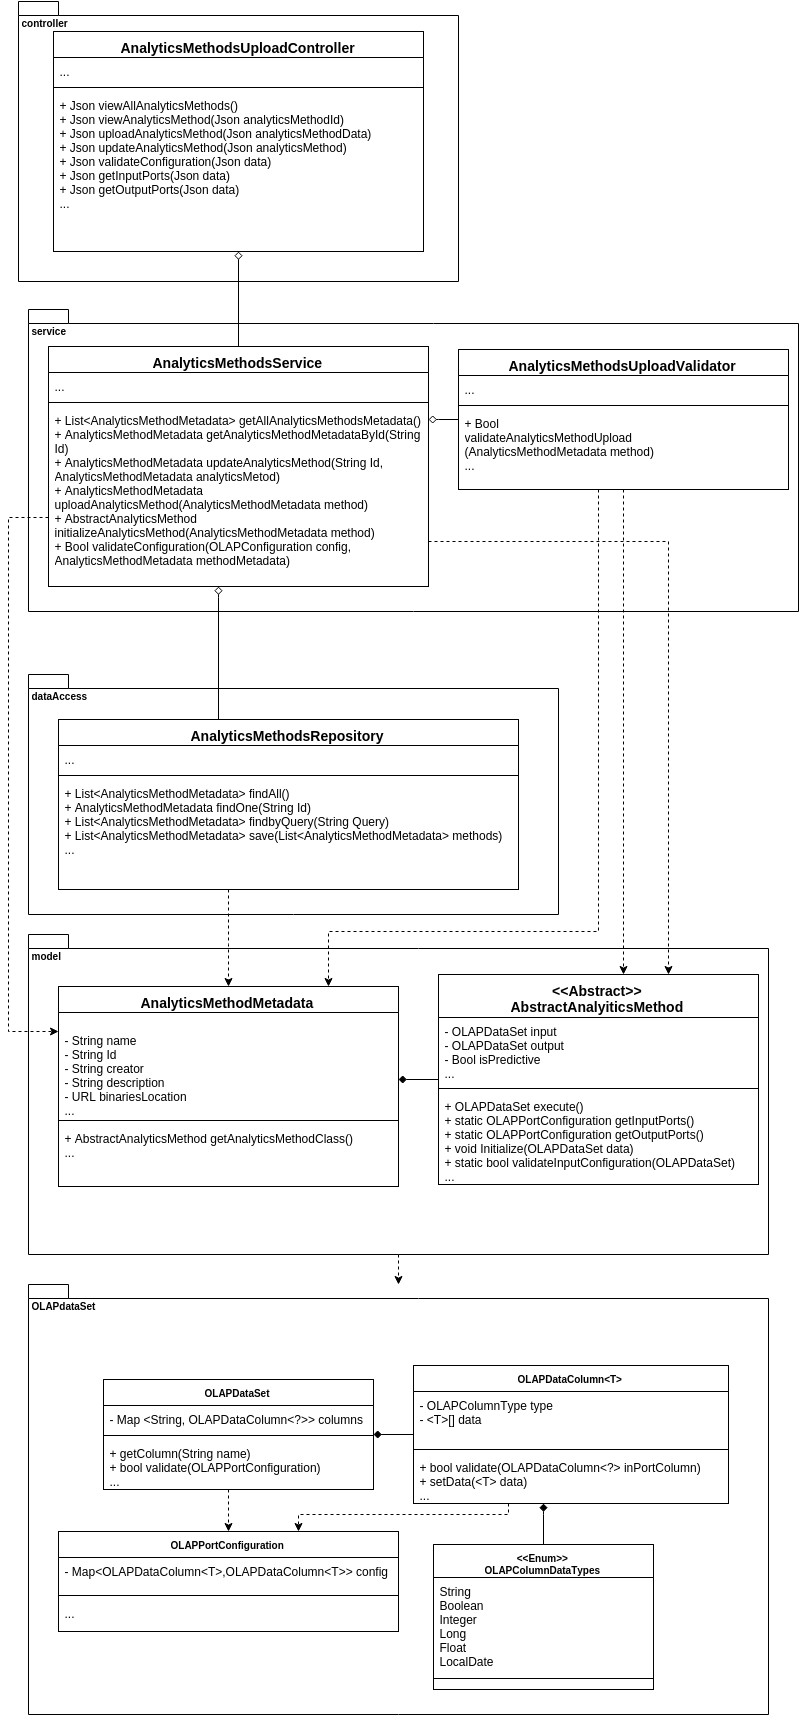 controller
AnalyticsMethodsUploadController
...
+ Json viewAllAnalyticsMethods()
+ Json viewAnalyticsMethod(Json analyticsMethodId)
+ Json uploadAnalyticsMethod(Json analyticsMethodData)
+ Json updateAnalyticsMethod(Json analyticsMethod)
+ Json validateConfiguration(Json data)
+ Json getInputPorts(Json data)
+ Json getOutputPorts(Json data)
...
service
AnalyticsMethodsService
...
+ List<AnalyticsMethodMetadata> getAllAnalyticsMethodsMetadata()
+ AnalyticsMethodMetadata getAnalyticsMethodMetadataById(String
Id)
+ AnalyticsMethodMetadata updateAnalyticsMethod(String Id,
AnalyticsMethodMetadata analyticsMetod)
+ AnalyticsMethodMetadata
uploadAnalyticsMethod(AnalyticsMethodMetadata method)
+ AbstractAnalyticsMethod
initializeAnalyticsMethod(AnalyticsMethodMetadata method)
+ Bool validateConfiguration(OLAPConfiguration config,
AnalyticsMethodMetadata methodMetadata)
AnalyticsMethodsUploadValidator
...
+ Bool
validateAnalyticsMethodUpload
(AnalyticsMethodMetadata method)
...
dataAccess
AnalyticsMethodsRepository
...
+ List<AnalyticsMethodMetadata> findAll()
+ AnalyticsMethodMetadata findOne(String Id)
+ List<AnalyticsMethodMetadata> findbyQuery(String Query)
+ List<AnalyticsMethodMetadata> save(List<AnalyticsMethodMetadata> methods)
...
model
AnalyticsMethodMetadata
- String name
- String Id
- String creator
- String description
- URL binariesLocation
...
+ AbstractAnalyticsMethod getAnalyticsMethodClass()
...
<<Abstract>>
AbstractAnalyiticsMethod
- OLAPDataSet input
- OLAPDataSet output
- Bool isPredictive
...
+ OLAPDataSet execute()
+ static OLAPPortConfiguration getInputPorts()
+ static OLAPPortConfiguration getOutputPorts()
+ void Initialize(OLAPDataSet data)
+ static bool validateInputConfiguration(OLAPDataSet)
...
OLAPdataSet
OLAPDataSet
- Map <String, OLAPDataColumn<?>> columns
+ getColumn(String name)
+ bool validate(OLAPPortConfiguration)
...
OLAPDataColumn<T>
- OLAPColumnType type
- <T>[] data
+ bool validate(OLAPDataColumn<?> inPortColumn)
+ setData(<T> data)
...
OLAPPortConfiguration
- Map<OLAPDataColumn<T>,OLAPDataColumn<T>> config
...
<<Enum>>
OLAPColumnDataTypes
String
Boolean
Integer
Long
Float
LocalDate